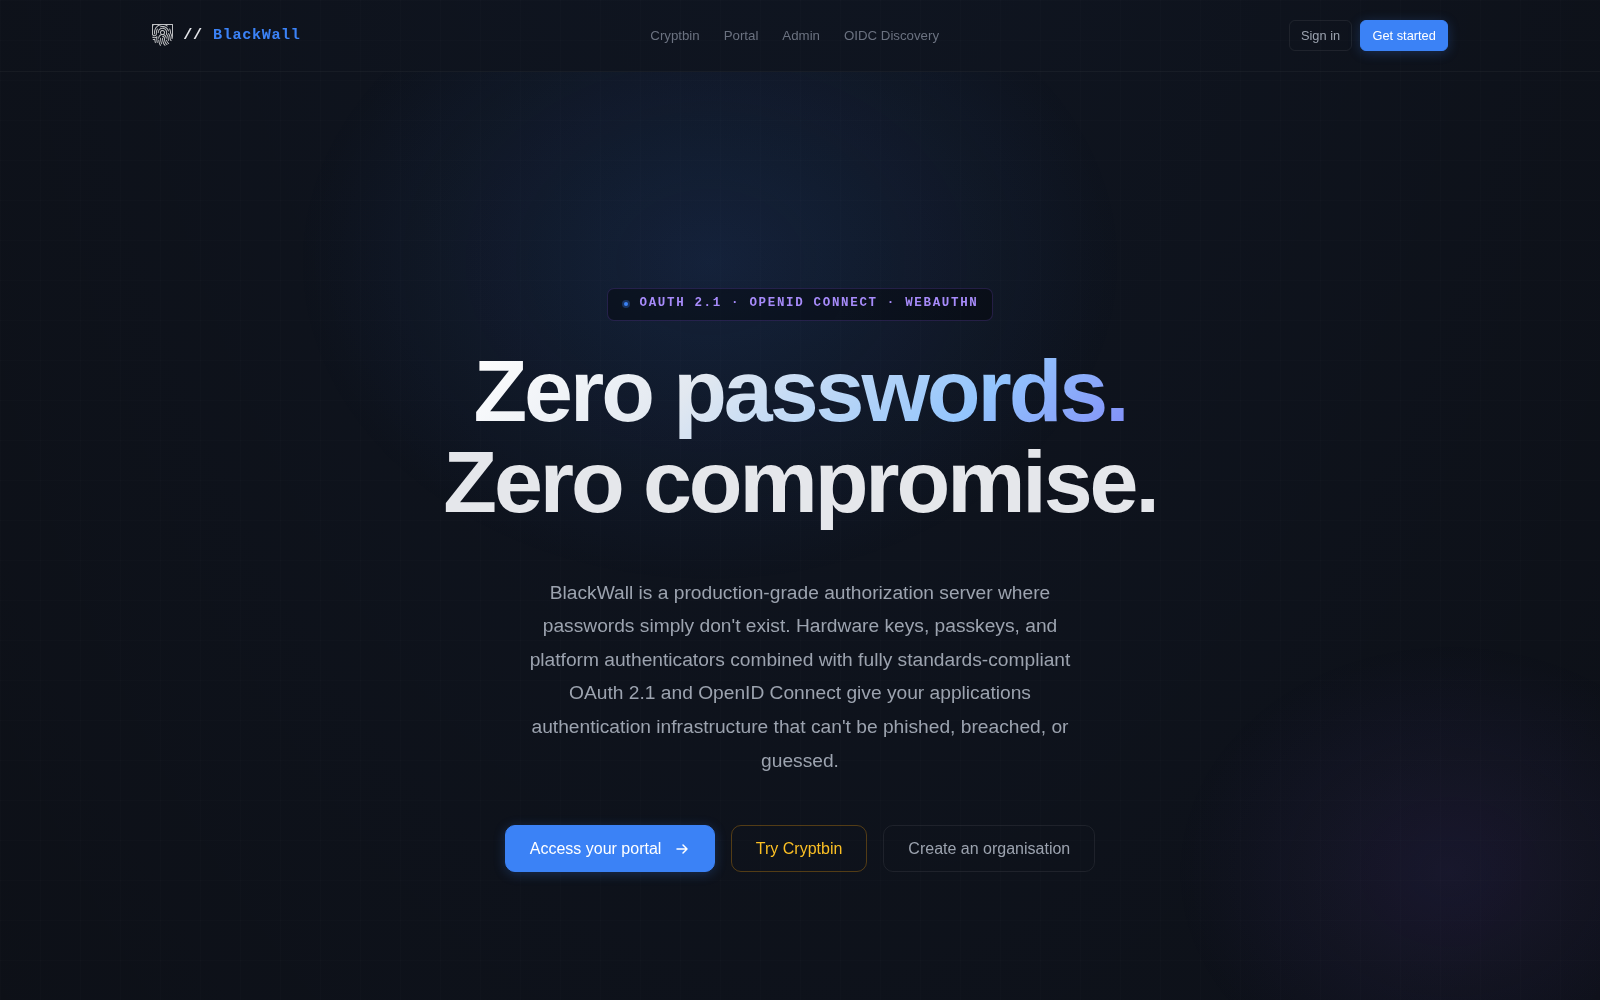 // BlackWall
Cryptbin Portal Admin OIDC Discovery
Sign in Get started
OAUTH 2.1 · OPENID CONNECT · WEBAUTHN
Zero passwords.
Zero compromise.
BlackWall is a production-grade authorization server where
passwords simply don't exist. Hardware keys, passkeys, and
platform authenticators combined with fully standards-compliant
OAuth 2.1 and OpenID Connect give your applications
authentication infrastructure that can't be phished, breached, or
guessed.
Access your portal → Try Cryptbin Create an organisation